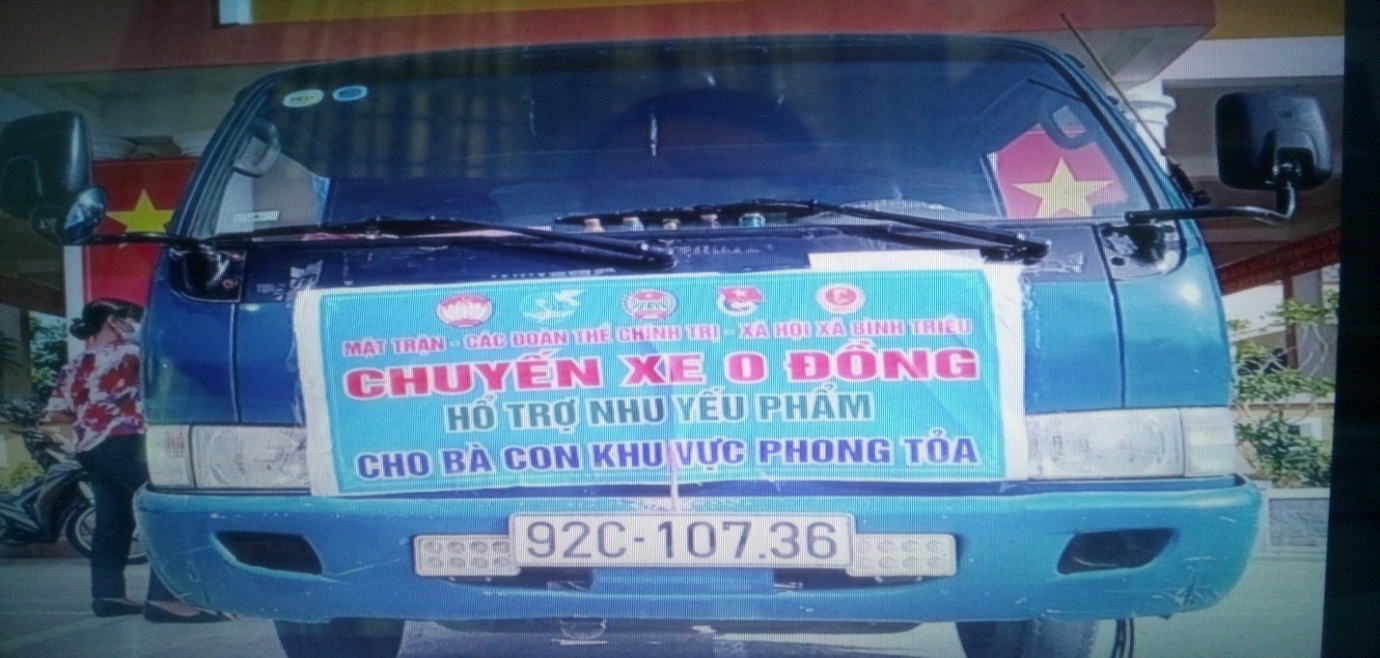 MẶT TRẬN - CÁC ĐOÀN THỂ CHÍNH TRỊ - XÃ HỘI XÃ BÌNH TRIỀU
CHUYẾN XE O ĐỒNG
HỖ TRỢ NHU YẾU PHẨM
CHO BÀ CON KHU VỰC PHONG TỎA
92C-107.36